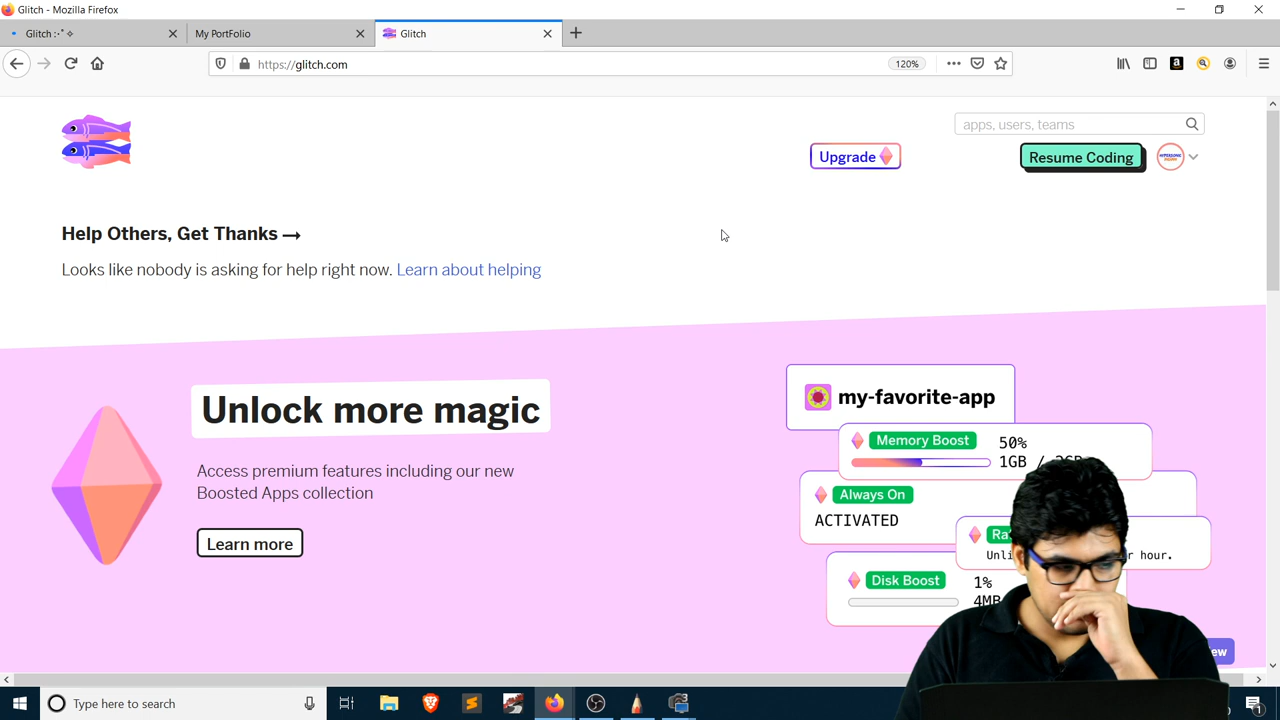 Glitch - Mozilla Firefox
Glitch :·ﾟ✧
My PortFolio
Glitch
https://glitch.com
120%
apps, users, teams
Upgrade
Resume Coding
Help Others, Get Thanks →
Looks like nobody is asking for help right now. Learn about helping
Unlock more magic
Access premium features including our new
Boosted Apps collection
Learn more
my-favorite-app
Memory Boost
50%
1GB /
Always On
ACTIVATED
hour.
Disk Boost
1%
Type here to search
1